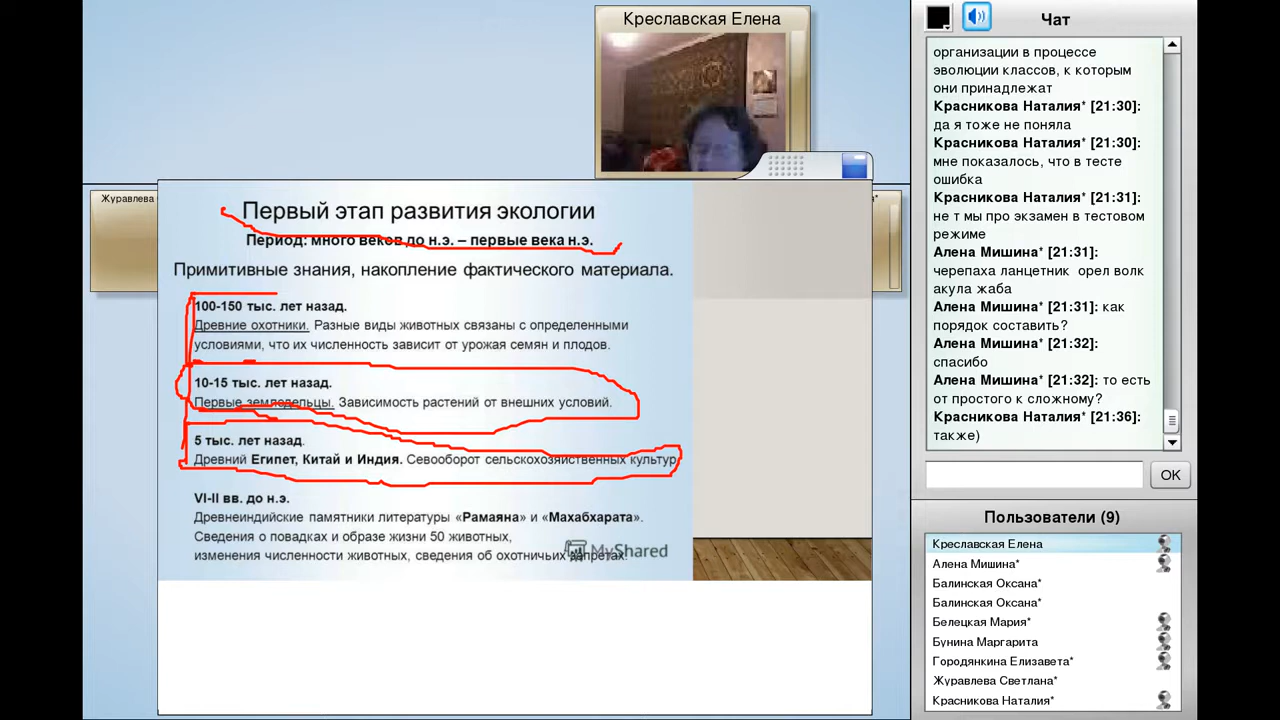 Креславская Елена
Журавлева
Первый этап развития экологии
Период: много веков до н.э. – первые века н.э.
Примитивные знания, накопление фактического материала.
100-150 тыс. лет назад.
Древние охотники. Разные виды животных связаны с определенными
условиями, что их численность зависит от урожая семян и плодов.
10-15 тыс. лет назад.
Первые земледельцы. Зависимость растений от внешних условий.
5 тыс. лет назад.
Древний Египет, Китай и Индия. Севооборот сельскохозяйственных культур
VI-II вв. до н.э.
Древнеиндийские памятники литературы «Рамаяна» и «Махабхарата».
Сведения о повадках и образе жизни 50 животных,
изменения численности животных, сведения об охотничьих запретах.
MyShared
Чат
организации в процессе
эволюции классов, к которым
они принадлежат
Красникова Наталия* [21:30]:
да я тоже не поняла
Красникова Наталия* [21:30]:
мне показалось, что в тесте
ошибка
Красникова Наталия* [21:31]:
не т мы про экзамен в тестовом
режиме
Алена Мишина* [21:31]:
черепаха ланцетник орел волк
акула жаба
Алена Мишина* [21:31]: как
порядок составить?
Алена Мишина* [21:32]:
спасибо
Алена Мишина* [21:32]: то есть
от простого к сложному?
Красникова Наталия* [21:36]:
также)
OK
Пользователи (9)
Креславская Елена
Алена Мишина*
Балинская Оксана*
Балинская Оксана*
Белецкая Мария*
Бунина Маргарита
Городянкина Елизавета*
Журавлева Светлана*
Красникова Наталия*